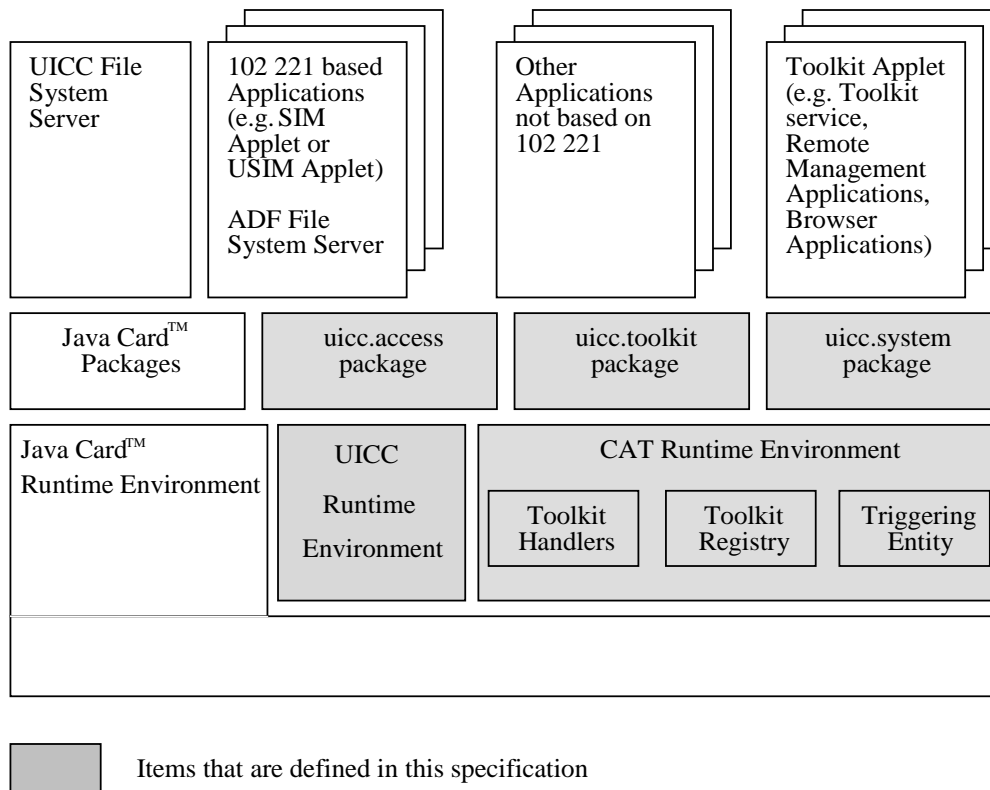 UICC File
System
Server
102 221 based
Applications
(e.g. SIM
Applet or
USIM Applet)
ADF File
System Server
Other
Applications
not based on
102 221
Toolkit Applet
(e.g. Toolkit
service,
Remote
Management
Applications,
Browser
Applications)
Java Card™
Packages
uicc.access
package
uicc.toolkit
package
uicc.system
package
Java Card™
Runtime Environment
UICC
Runtime
Environment
CAT Runtime Environment
Toolkit
Handlers
Toolkit
Registry
Triggering
Entity
Items that are defined in this specification